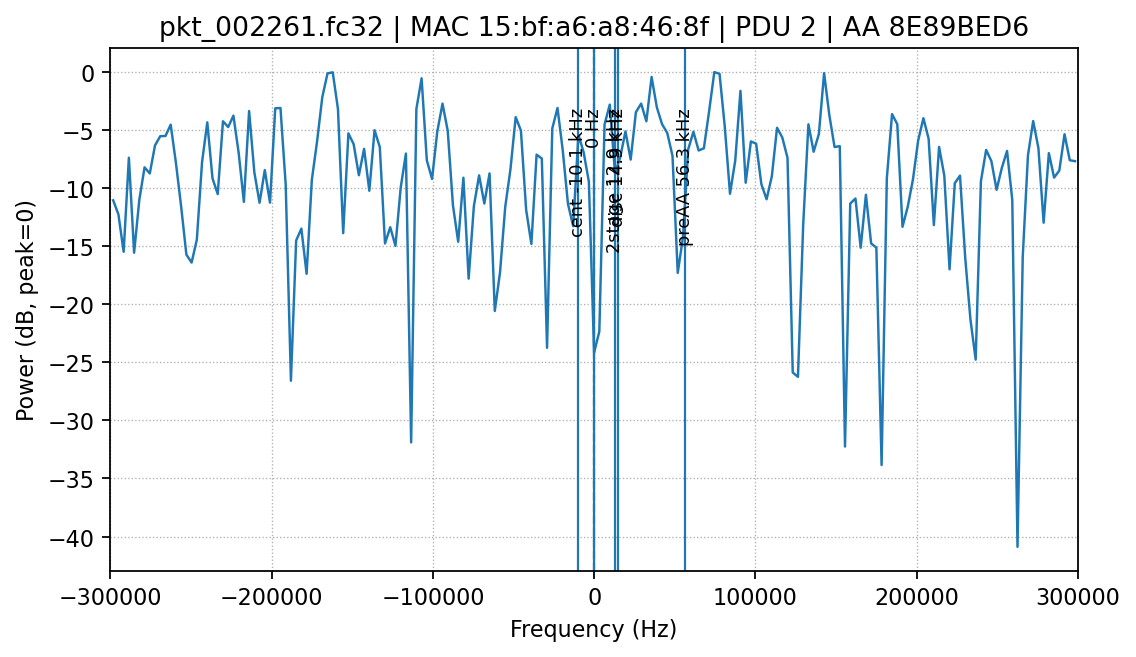 pkt_002261.fc32 | MAC 15:bf:a6:a8:46:8f | PDU 2 | AA 8E89BED6
0
−5
−10
−15
−20
−25
−30
−35
−40
Power (dB, peak=0)
cent -10.1 kHz
0 Hz
2stage
kHz
preAA 56.3 kHz
−300000
−200000
−100000
0
100000
200000
300000
Frequency (Hz)